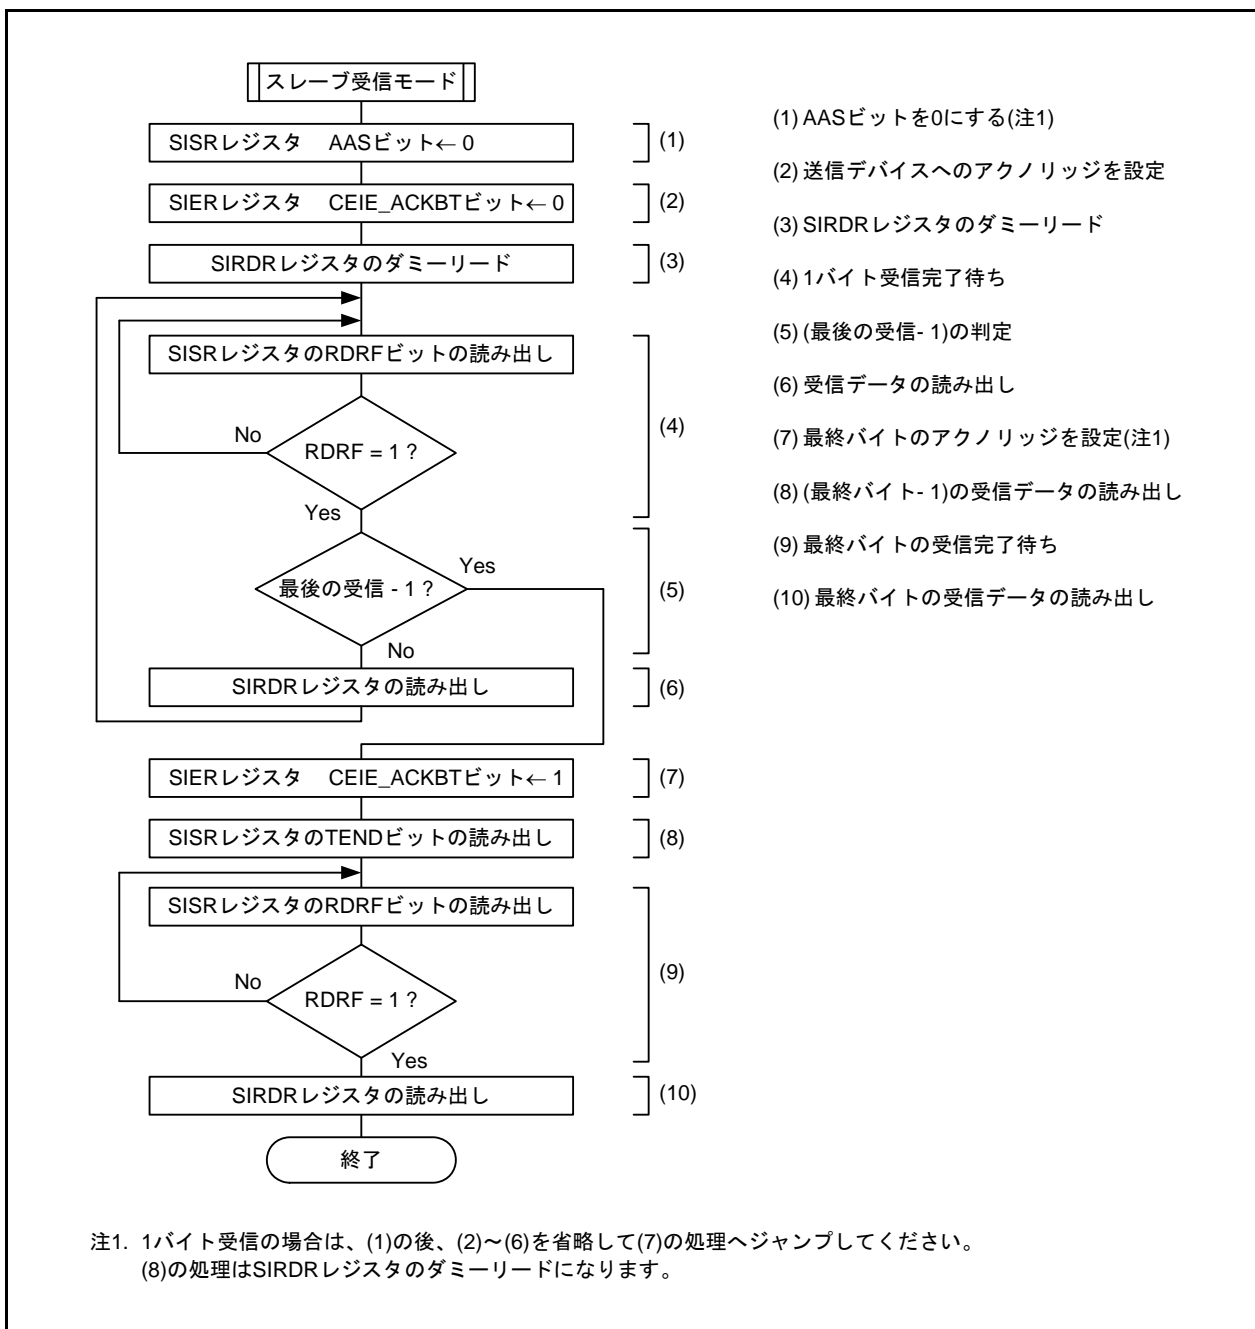 スレーブ受信モード
SISRレジスタ　AASビット← 0
(1)
SIERレジスタ　CEIE_ACKBTビット← 0
(2)
SIRDRレジスタのダミーリード
(3)
SISRレジスタのRDRFビットの読み出し
RDRF = 1 ?
No
Yes
(4)
最後の受信 - 1 ?
Yes
No
(5)
SIRDRレジスタの読み出し
(6)
SIERレジスタ　CEIE_ACKBTビット← 1
(7)
SISRレジスタのTENDビットの読み出し
(8)
SISRレジスタのRDRFビットの読み出し
No
RDRF = 1 ?
Yes
(9)
SIRDRレジスタの読み出し
(10)
終了
(1) AASビットを0にする(注1)
(2) 送信デバイスへのアクノリッジを設定
(3) SIRDRレジスタのダミーリード
(4) 1バイト受信完了待ち
(5) (最後の受信- 1)の判定
(6) 受信データの読み出し
(7) 最終バイトのアクノリッジを設定(注1)
(8) (最終バイト- 1)の受信データの読み出し
(9) 最終バイトの受信完了待ち
(10) 最終バイトの受信データの読み出し
注1. 1バイト受信の場合は、(1)の後、(2)～(6)を省略して(7)の処理へジャンプしてください。
(8)の処理はSIRDRレジスタのダミーリードになります。